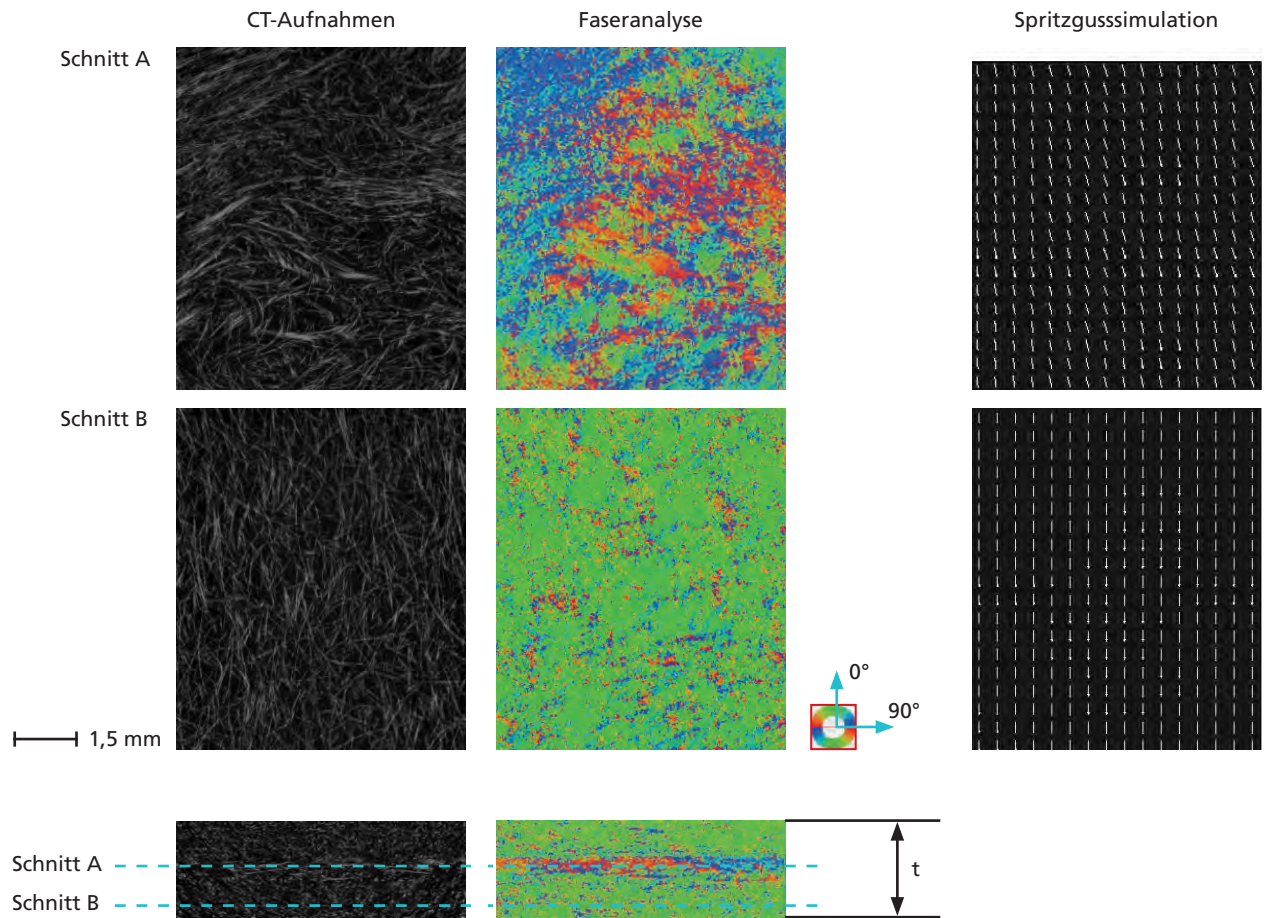 CT-Aufnahmen
Faseranalyse
Spritzgusssimulation
Schnitt A
Schnitt B
0°
90°
1,5 mm
Schnitt A
t
Schnitt B